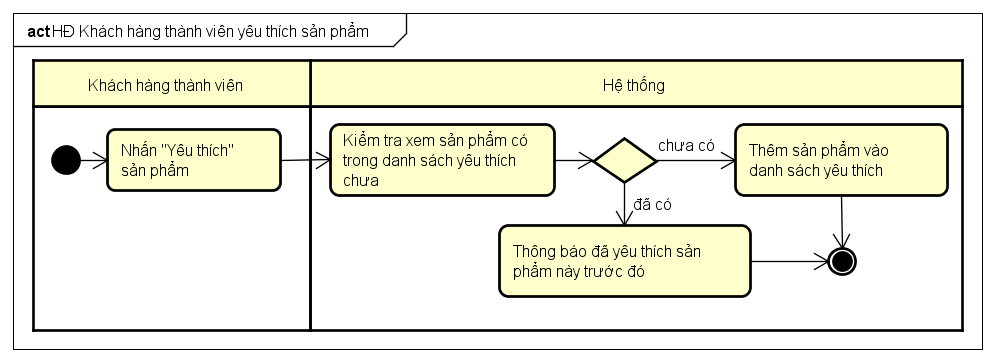 act HĐ Khách hàng thành viên yêu thích sản phẩm
Khách hàng thành viên
Hệ thống
Nhấn "Yêu thích"
sản phẩm
Kiểm tra xem sản phẩm có
trong danh sách yêu thích
chưa
chưa có
Thêm sản phẩm vào
danh sách yêu thích
đã có
Thông báo đã yêu thích sản
phẩm này trước đó